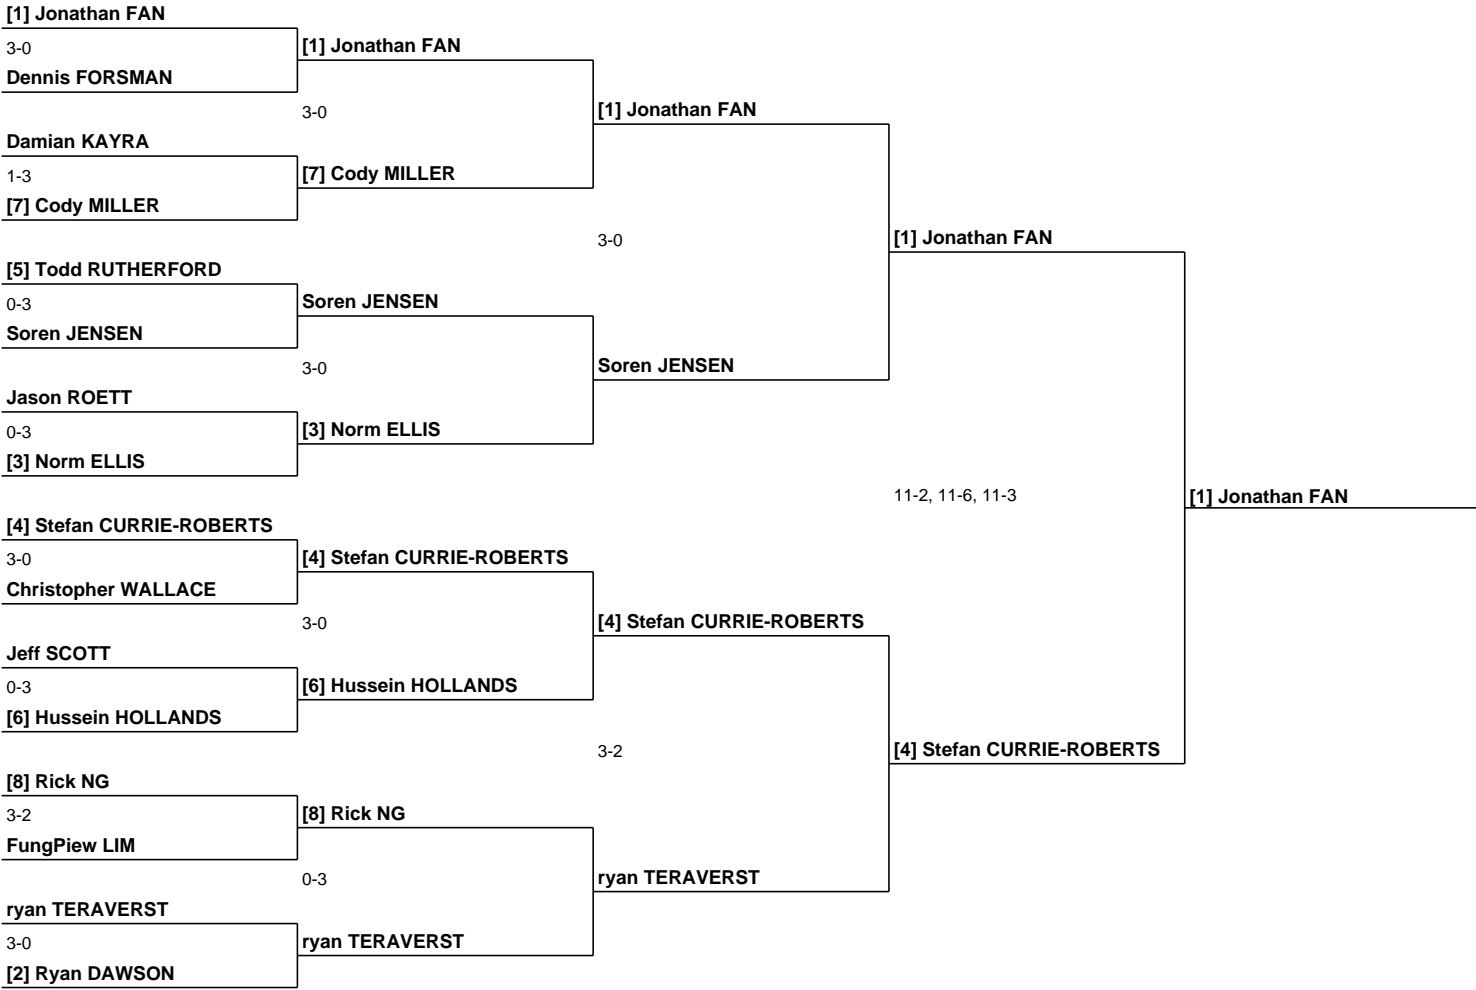 [1] Jonathan FAN
3-0
Dennis FORSMAN
Damian KAYRA
1-3
[7] Cody MILLER
[5] Todd RUTHERFORD
0-3
Soren JENSEN
Jason ROETT
0-3
[3] Norm ELLIS
[4] Stefan CURRIE-ROBERTS
3-0
Christopher WALLACE
Jeff SCOTT
0-3
[6] Hussein HOLLANDS
[8] Rick NG
3-2
FungPiew LIM
ryan TERAVERST
3-0
[2] Ryan DAWSON
[1] Jonathan FAN
3-0
[7] Cody MILLER
Soren JENSEN
3-0
[3] Norm ELLIS
[4] Stefan CURRIE-ROBERTS
3-0
[6] Hussein HOLLANDS
[8] Rick NG
0-3
ryan TERAVERST
[1] Jonathan FAN
3-0
Soren JENSEN
[4] Stefan CURRIE-ROBERTS
3-2
ryan TERAVERST
[1] Jonathan FAN
11-2, 11-6, 11-3
[4] Stefan CURRIE-ROBERTS
[1] Jonathan FAN